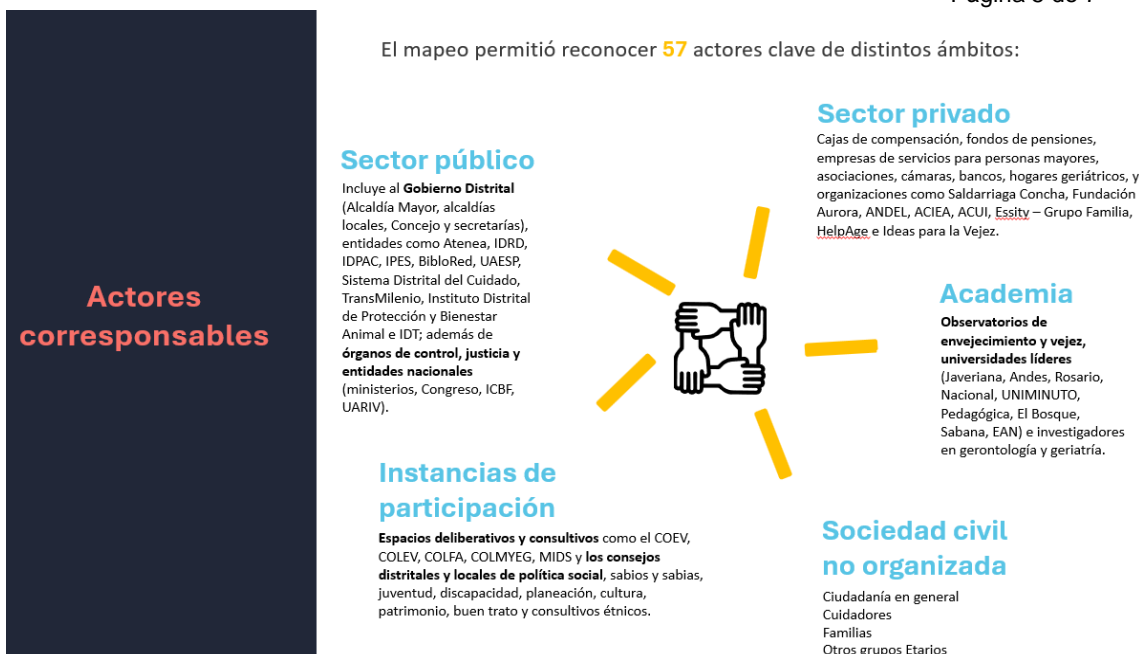 El mapeo permitió reconocer 57 actores clave de distintos ámbitos:
Actores
corresponsables
Sector público
Incluye al Gobierno Distrital
(Alcaldía Mayor, alcaldías
locales, Concejo y secretarías),
entidades como Atenea, IDRD,
IDPAC, IPES, BibloRed, UAESP,
Sistema Distrital del Cuidado,
TransMilenio, Instituto Distrital
de Protección y Bienestar
Animal e IDT; además de
órganos de control, justicia y
entidades nacionales
(ministerios, Congreso, ICBF,
UARIV).
Sector privado
Cajas de compensación, fondos de pensiones,
empresas de servicios para personas mayores,
asociaciones, cámaras, bancos, hogares geriátricos, y
organizaciones como Saldarriaga Concha, Fundación
Aurora, ANDEL, ACIEA, ACUI, Essity – Grupo Familia,
HelpAge e Ideas para la Vejez.
Academia
Observatorios de
envejecimiento y vejez,
universidades líderes
(Javeriana, Andes, Rosario,
Nacional, UNIMINUTO,
Pedagógica, El Bosque,
Sabana, EAN) e investigadores
en gerontología y geriatría.
Instancias de
participación
Espacios deliberativos y consultivos como el COEV,
COLEV, COLFA, COLMYEG, MIDS y los consejos
distritales y locales de política social, sabios y sabias,
juventud, discapacidad, planeación, cultura,
patrimonio, buen trato y consultivos étnicos.
Sociedad civil
no organizada
Ciudadanía en general
Cuidadores
Familias
Otros grupos Etarios